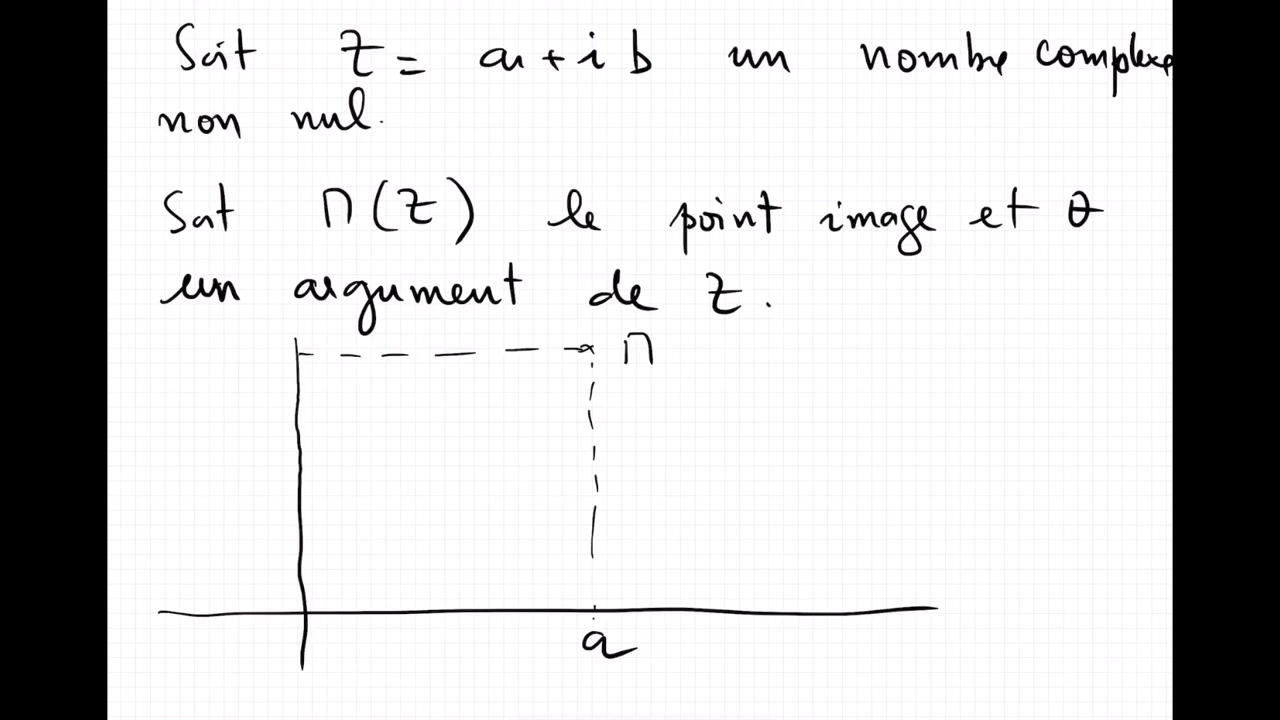 Soit z = a + i b un nombre complexe
non nul.
Soit M(z) le point image et θ
un argument de z.
M
a